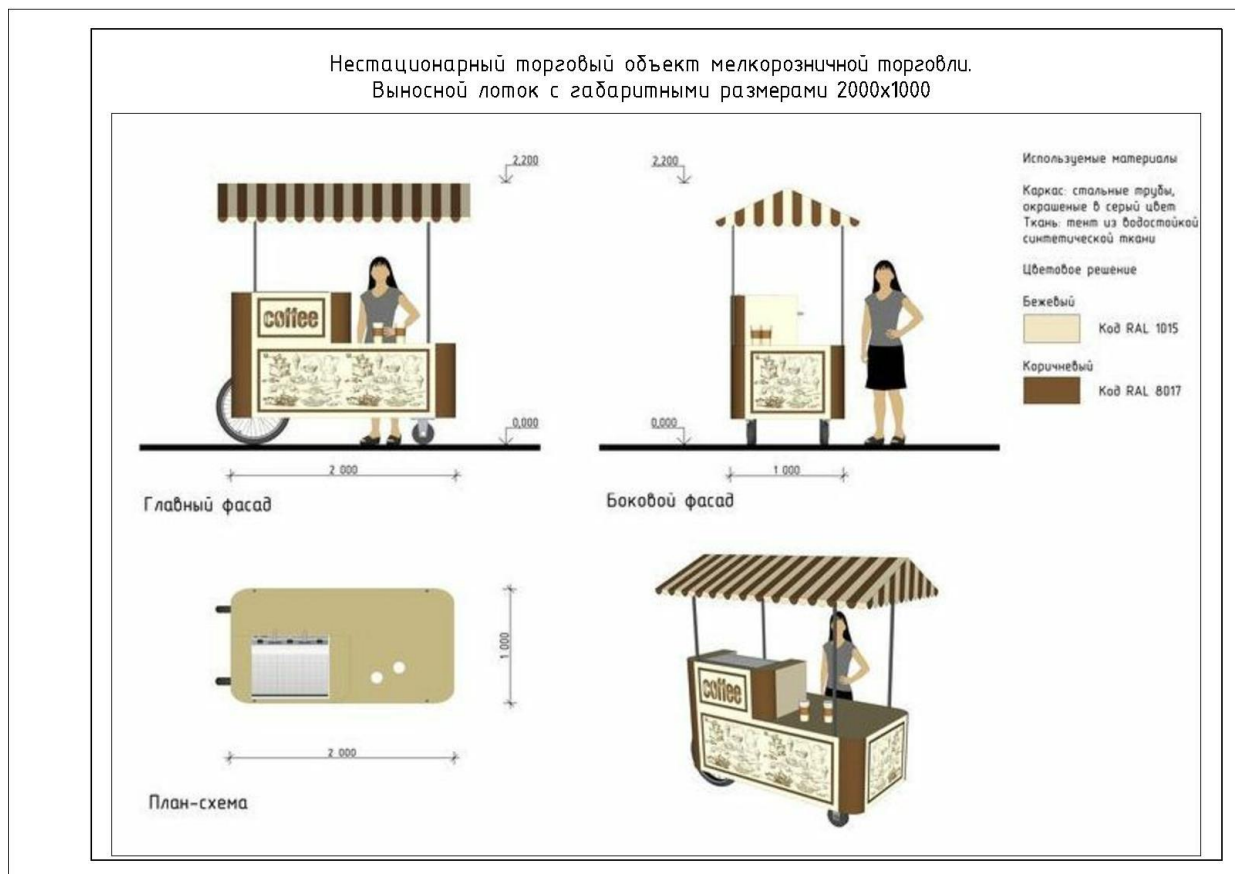 Нестационарный торговый объект мелкорозничной торговли.
Выносной лоток с габаритными размерами 2000х1000
2,200
2,200
coffee
0,000
0,000
2 000
1 000
Главный фасад
Боковой фасад
Используемые материалы
Каркас: стальные трубы,
окрашеные в серый цвет
Ткань: тент из водостойкой
синтетической ткани
Цветовое решение
Бежевый
Код RAL 1015
Коричневый
Код RAL 8017
1 000
2 000
План-схема
coffee